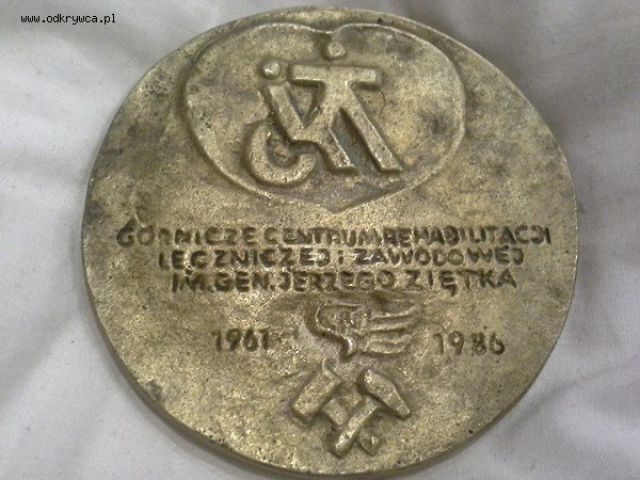 www.odkrywca.pl
GÓRNICZE CENTRUM REHABILITACJI
LECZNICZEJ i ZAWODOWEJ
IM. GEN. JERZEGO ZIĘTKA
1961 1986